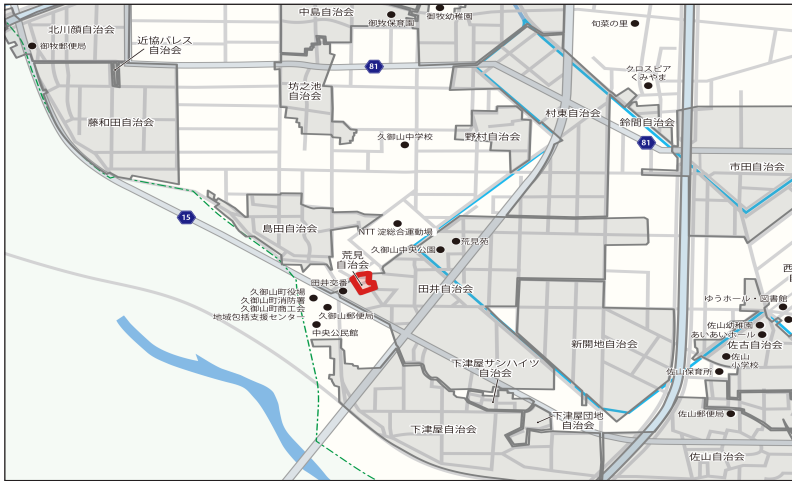 中島自治会
御牧保育園
御牧幼稚園
旬菜の里
北川顔自治会
御牧郵便局
近協パレス
自治会
81
クロスピア
くみやま
坊之池
自治会
藤和田自治会
村東自治会
鈴間自治会
久御山中学校
野村自治会
81
市田自治会
15
島田自治会
NTT 淀総合運動場
荒見苑
久御山中央公園
荒見
自治会
田井交番
田井自治会
久御山町役場
久御山町消防署
久御山町商工会
地域包括支援センター
久御山郵便局
中央公民館
西
ゆうホール・図書館
佐山幼稚園
あいあいホール
佐古自治会
新開地自治会
佐山
小学校
佐山保育所
下津屋サンハイツ
自治会
下津屋団地
自治会
下津屋自治会
佐山郵便局
佐山自治会